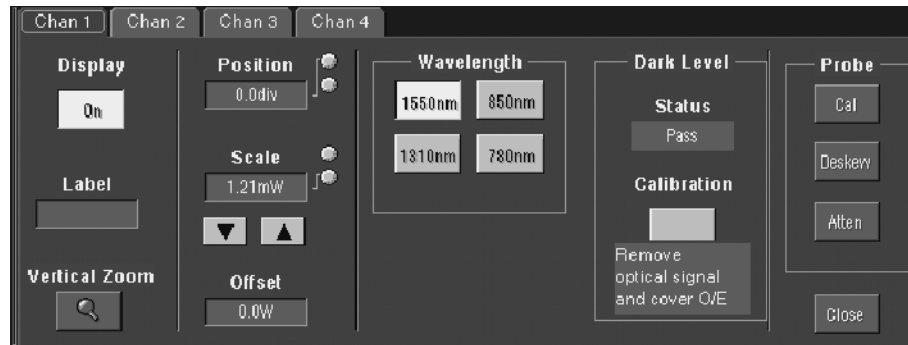 Chan 1 Chan 2 Chan 3 Chan 4
Display
On
Label
Vertical Zoom
Position
0.0div
Scale
1.21mW
Offset
0.0W
Wavelength
1550nm 850nm
1310nm 780nm
Dark Level
Status
Pass
Calibration
Remove
optical signal
and cover O/E
Probe
Cal
Deskew
Atten
Close